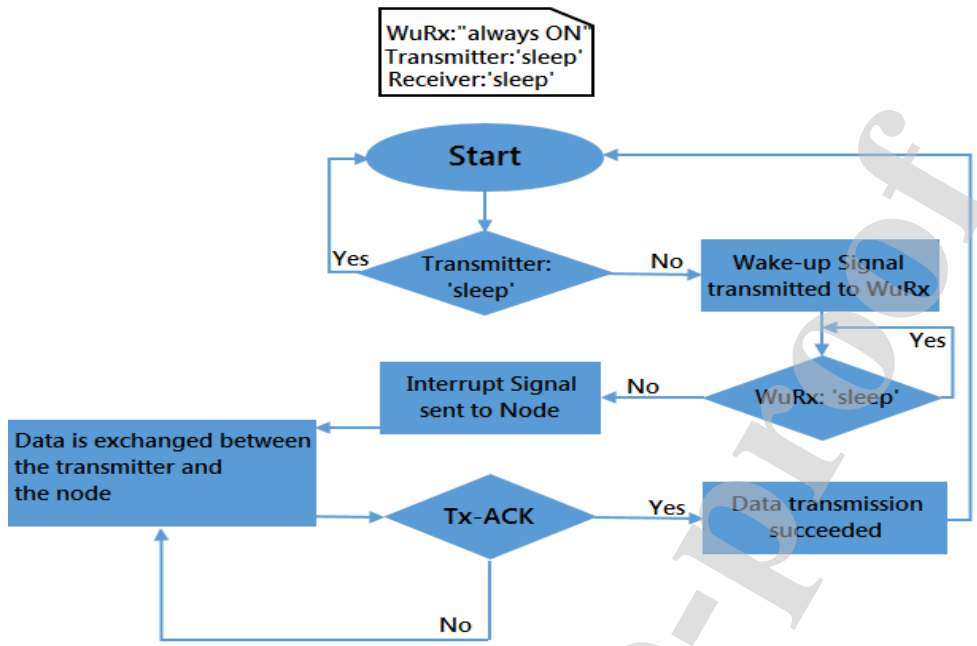 WuRx:"always ON"
Transmitter:'sleep'
Receiver:'sleep'
Start
Yes
Transmitter:
'sleep'
No
Wake-up Signal
transmitted to WuRx
Yes
WuRx: 'sleep'
No
Interrupt Signal
sent to Node
Data is exchanged between
the transmitter and
the node
Tx-ACK
Yes
Data transmission
succeeded
No
-proof